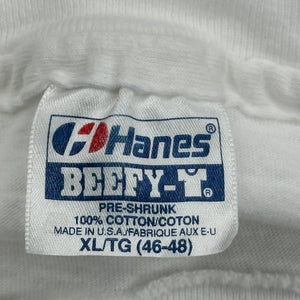 Hanes®
BEEFY-T®
PRE-SHRUNK
100% COTTON/COTON
MADE IN U.S.A./FABRIQUE AUX E-U
XL/TG (46-48)